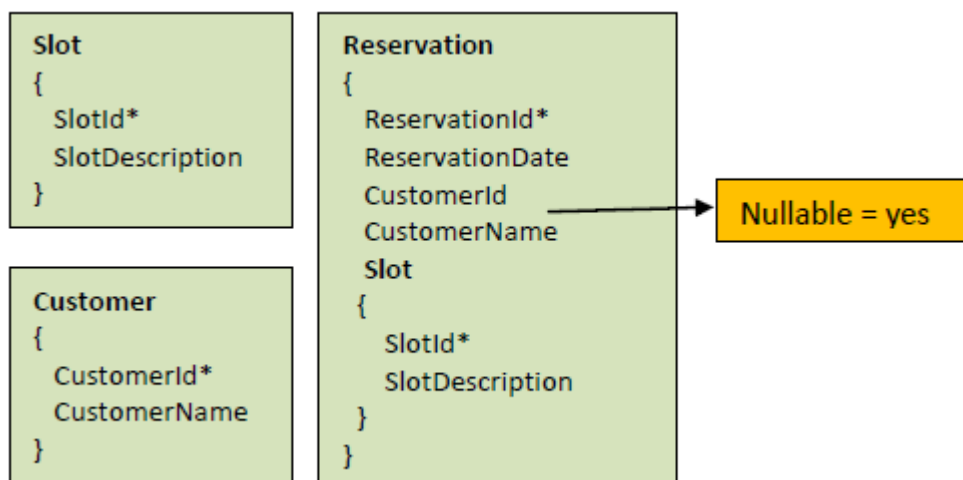 Slot
{
SlotId*
SlotDescription
}
Customer
{
CustomerId*
CustomerName
}
Reservation
{
ReservationId*
ReservationDate
CustomerId
CustomerName
Slot
{
SlotId*
SlotDescription
}
}
Nullable = yes